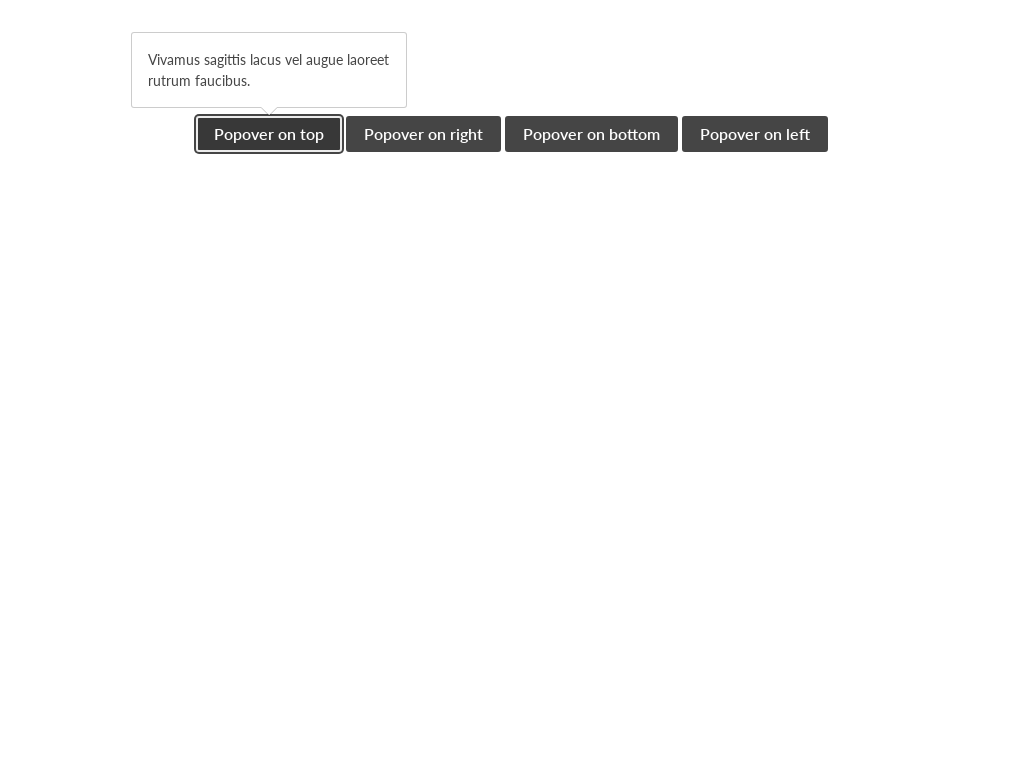 Vivamus sagittis lacus vel augue laoreet
rutrum faucibus.
Popover on top
Popover on right
Popover on bottom
Popover on left